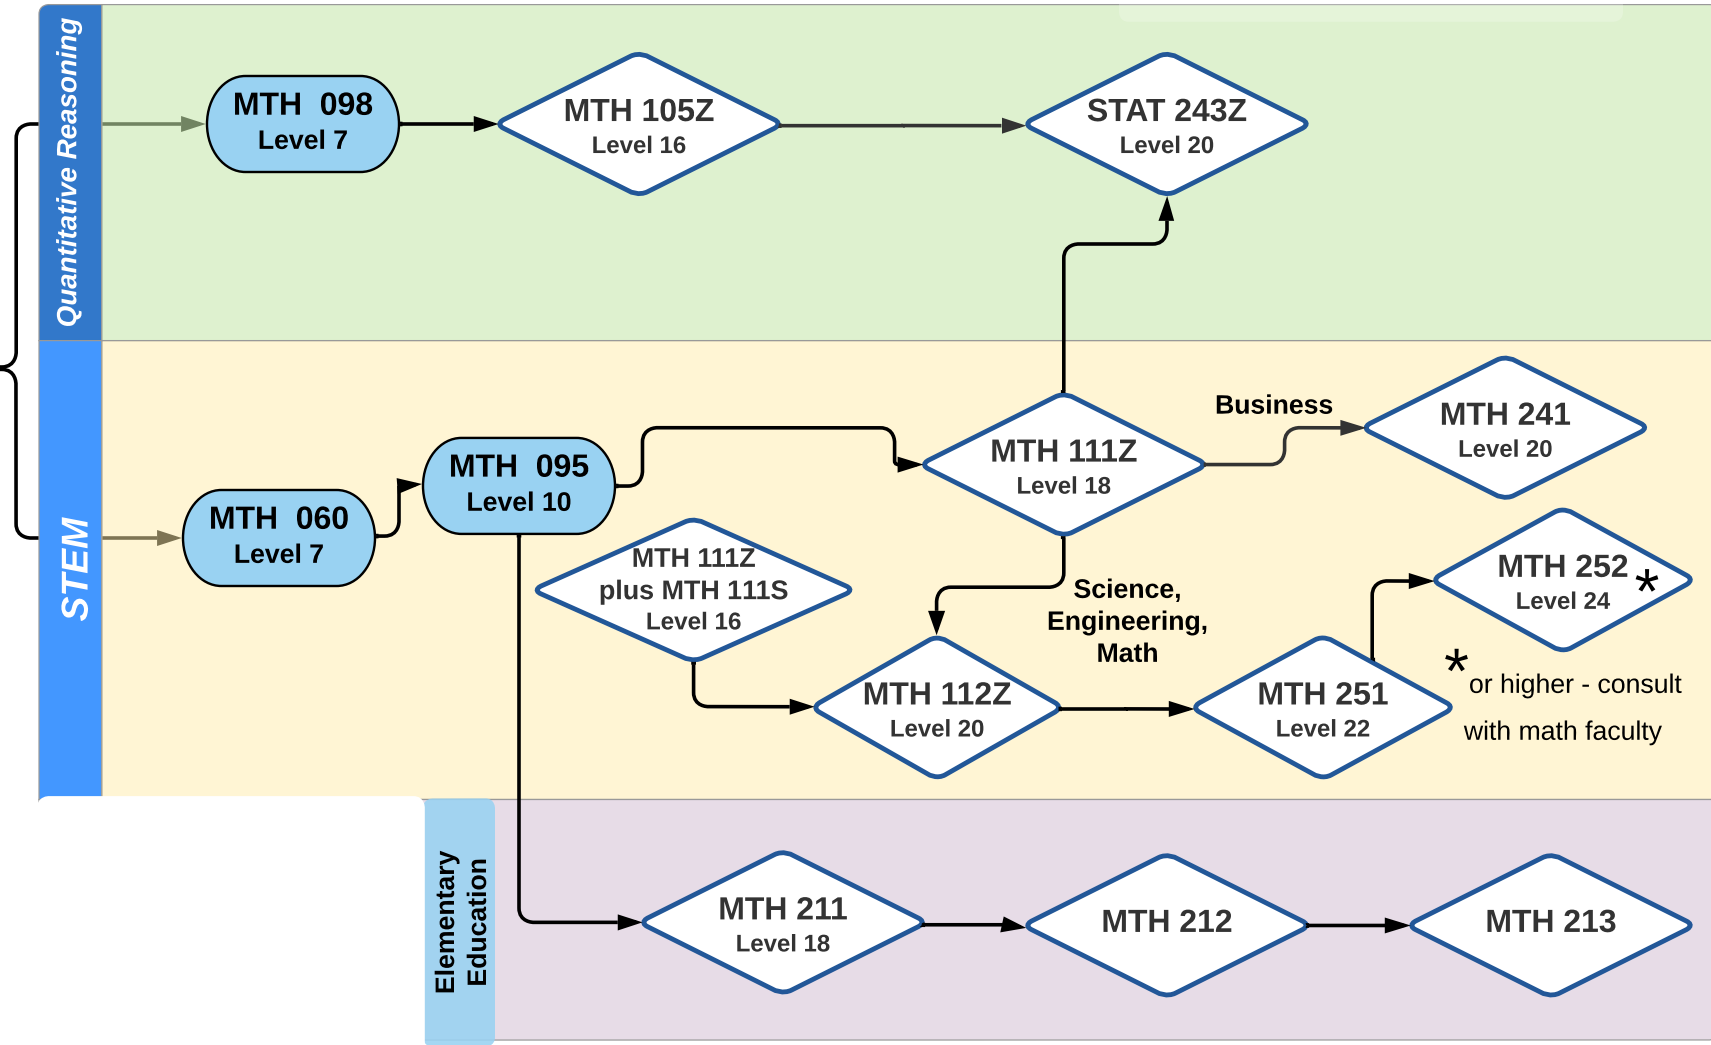 Quantitative Reasoning
MTH  098
Level 7
MTH 105Z
Level 16
STAT 243Z
Level 20
STEM
MTH  060
Level 7
MTH  095
Level 10
MTH 111Z
Level 18
Business
MTH 241
Level 20
MTH 111Z
plus MTH 111S
Level 16
Science,
Engineering,
Math
MTH 112Z
Level 20
MTH 251
Level 22
MTH 252 *
Level 24
* or higher - consult
with math faculty
Elementary
Education
MTH 211
Level 18
MTH 212
MTH 213